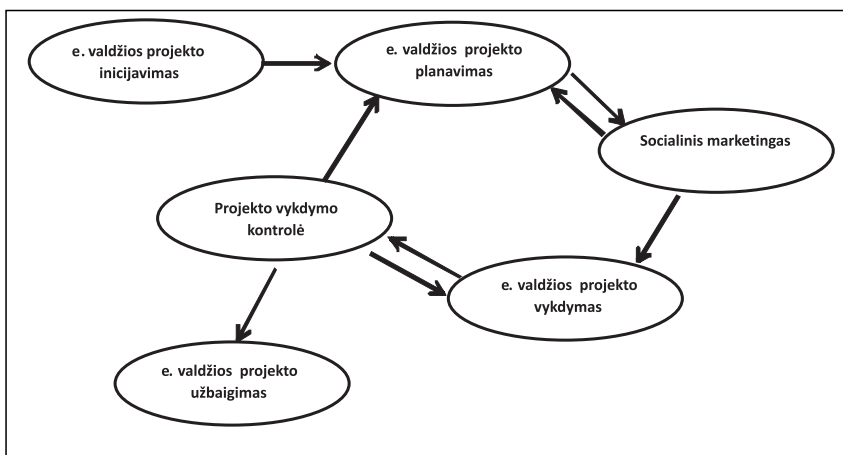 e. valdžios projekto
inicijavimas
e. valdžios projekto
planavimas
Socialinis marketingas
Projekto vykdymo
kontrolė
e. valdžios projekto
vykdymas
e. valdžios projekto
užbaigimas